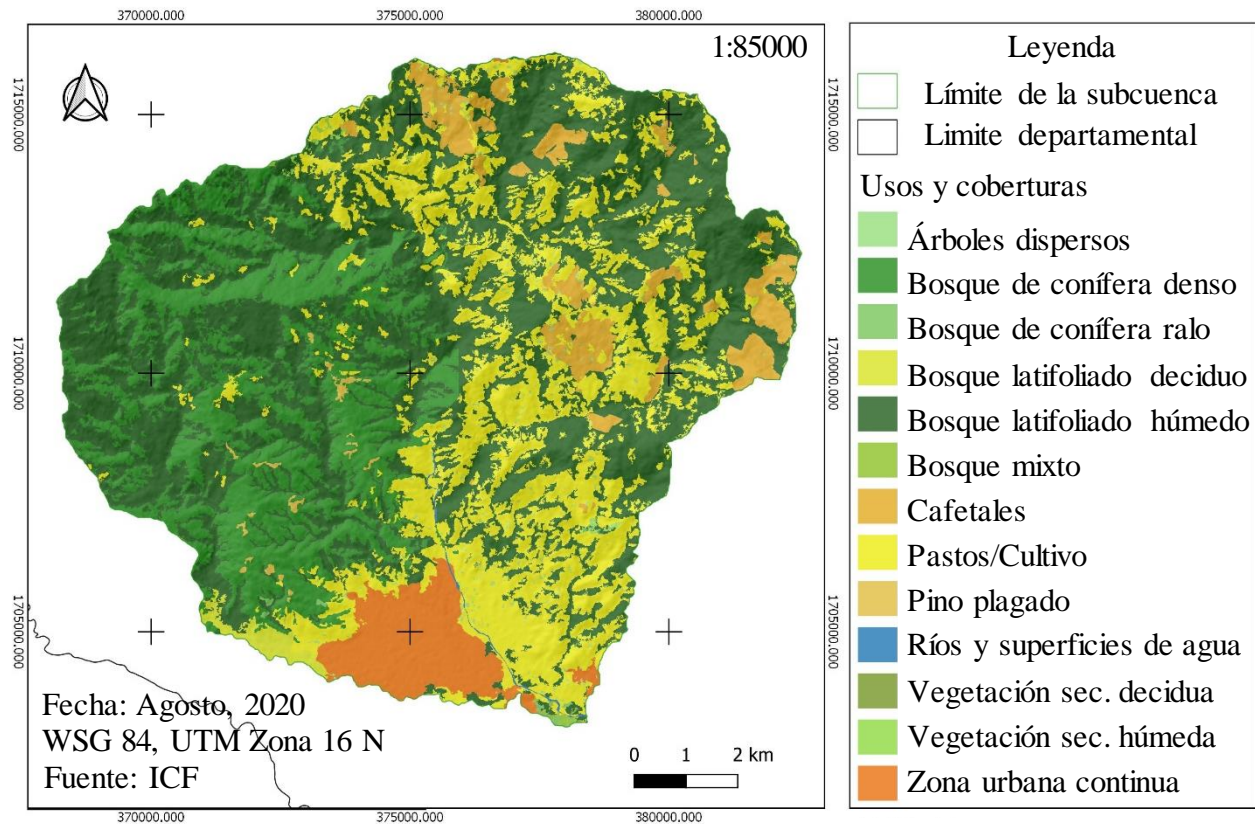 370000.000 375000.000 380000.000
1:85000
1715000.000 1715000.000
1710000.000 1710000.000
1705000.000 1705000.000
Fecha: Agosto, 2020
WSG 84, UTM Zona 16 N
Fuente: ICF
0 1 2 km
370000.000 375000.000 380000.000
Leyenda
Límite de la subcuenca
Limite departamental
Usos y coberturas
Árboles dispersos
Bosque de conífera denso
Bosque de conífera ralo
Bosque latifoliado deciduo
Bosque latifoliado húmedo
Bosque mixto
Cafetales
Pastos/Cultivo
Pino plagado
Ríos y superficies de agua
Vegetación sec. decidua
Vegetación sec. húmeda
Zona urbana continua